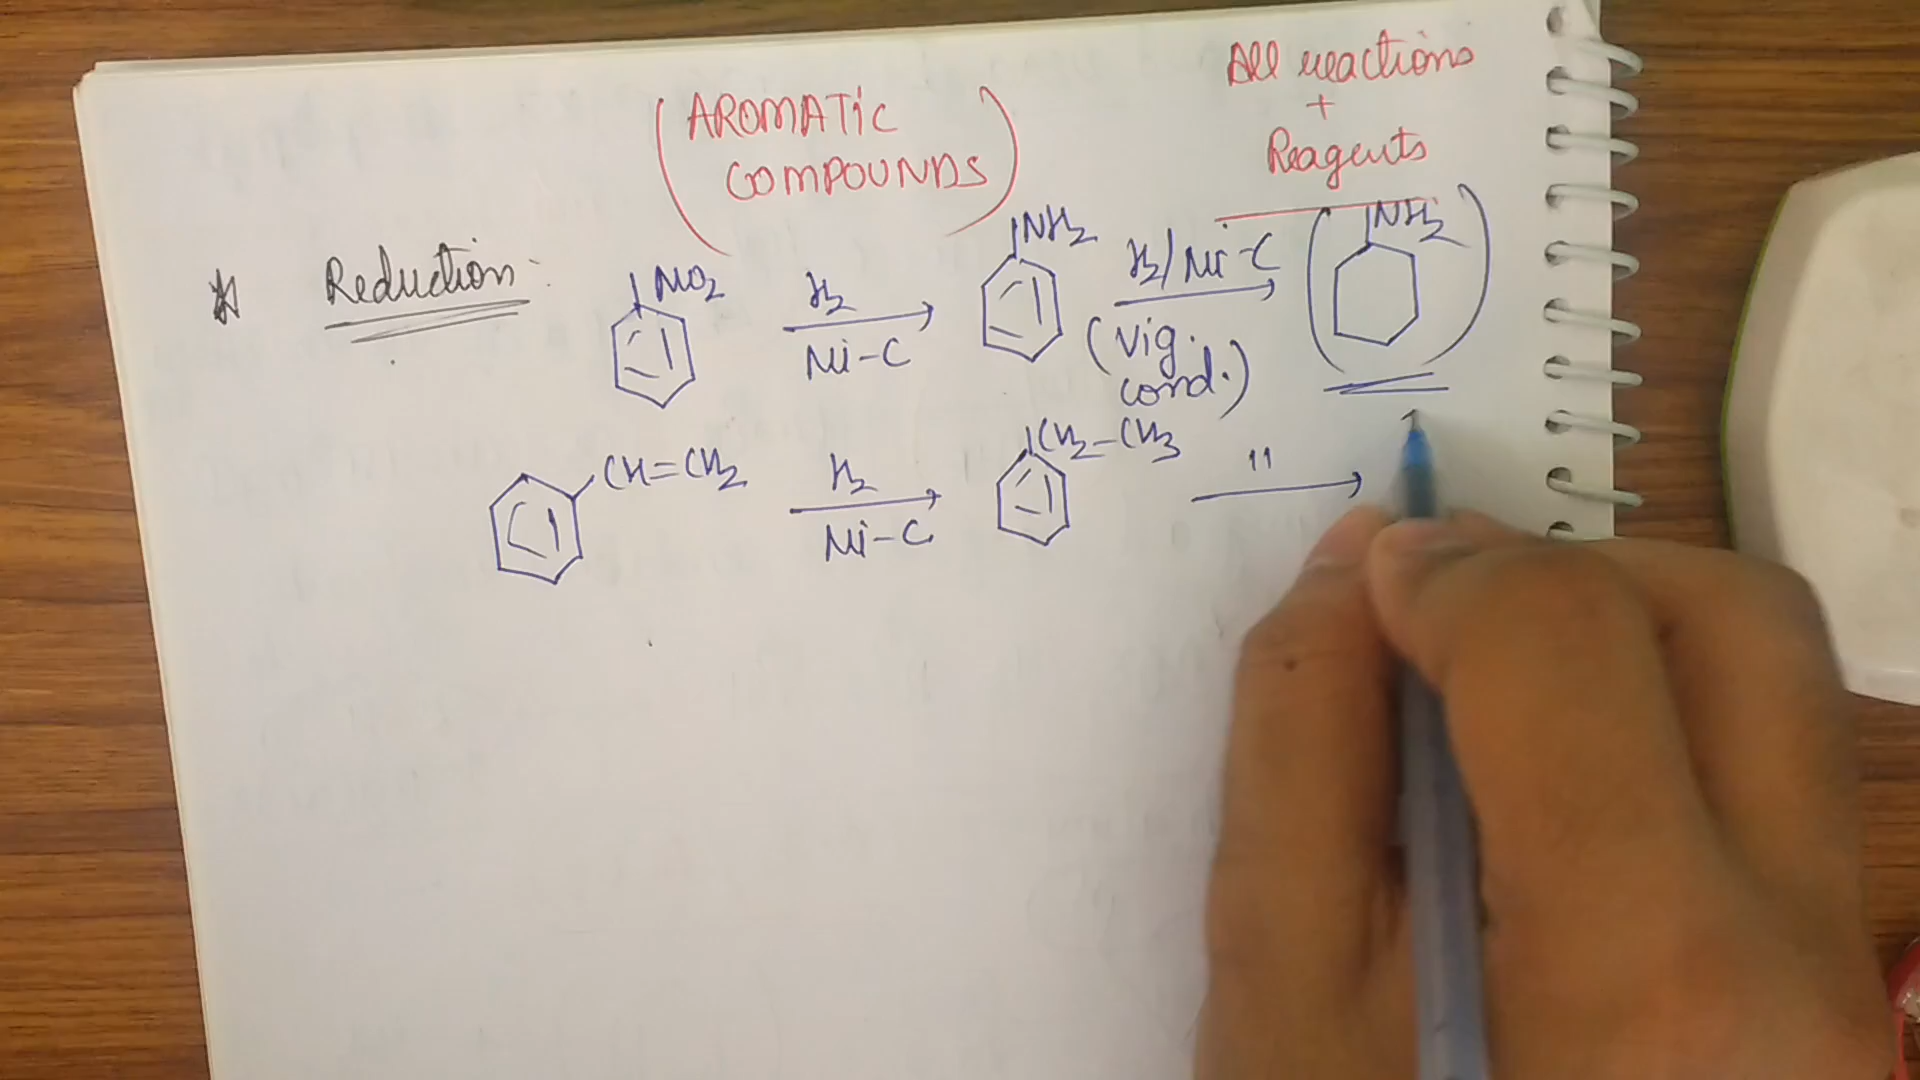 (AROMATIC
COMPOUNDS)
All reactions
+
Reagents
* Reduction:
NO2
H2
Ni-C
NH2
H2/Ni-C
(Vig.
cond.)
NH2
CH=CH2
H2
Ni-C
CH2-CH3
"